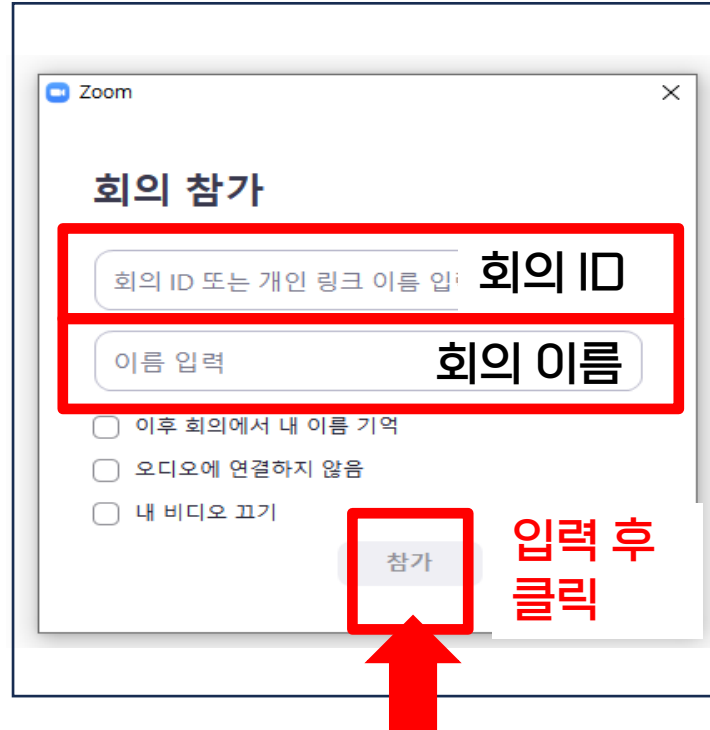 Zoom
회의 참가
회의 ID 또는 개인 링크 이름 회의 ID
이름 입력 회의 이름
이후 회의에서 내 이름 기억
오디오에 연결하지 않음
내 비디오 끄기
참가
입력 후
클릭